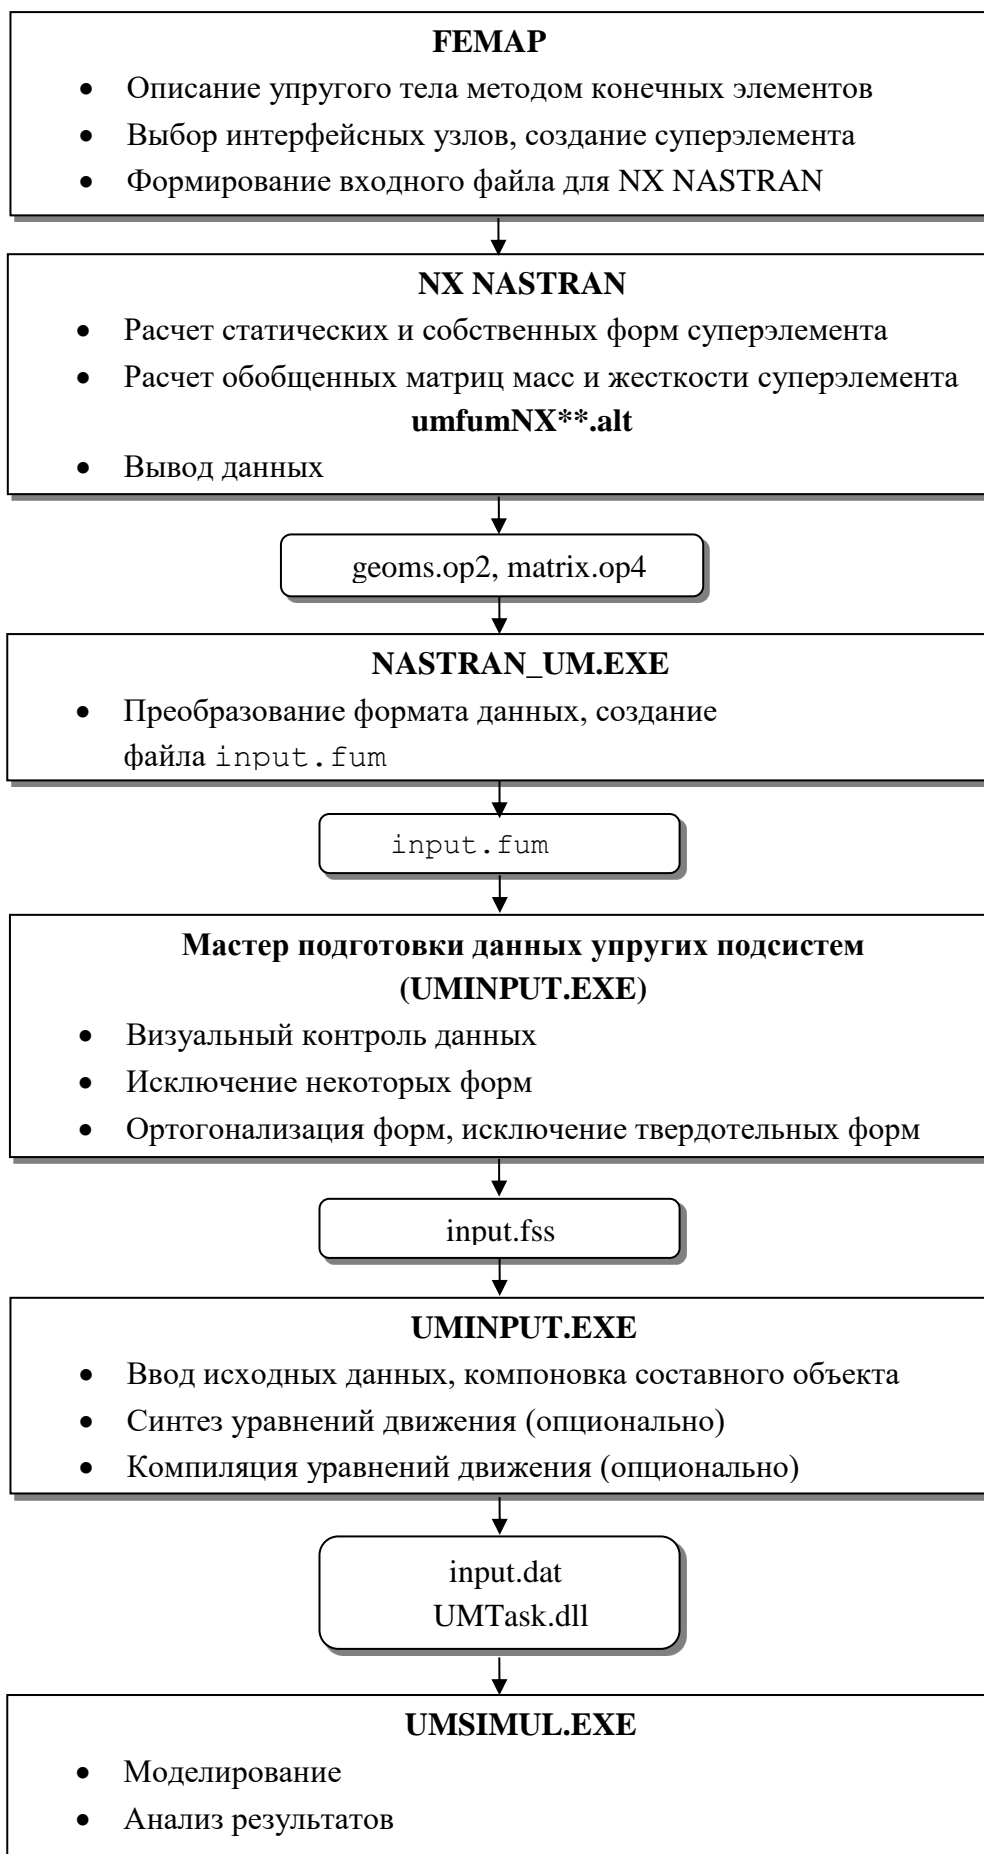 FEMAP
• Описание упругого тела методом конечных элементов
• Выбор интерфейсных узлов, создание суперэлемента
• Формирование входного файла для NX NASTRAN
NX NASTRAN
• Расчет статических и собственных форм суперэлемента
• Расчет обобщенных матриц масс и жесткости суперэлемента
umfumNX**.alt
• Вывод данных
geoms.op2, matrix.op4
NASTRAN_UM.EXE
• Преобразование формата данных, создание
файла input.fum
input.fum
Мастер подготовки данных упругих подсистем
(UMINPUT.EXE)
• Визуальный контроль данных
• Исключение некоторых форм
• Ортогонализация форм, исключение твердотельных форм
input.fss
UMINPUT.EXE
• Ввод исходных данных, компоновка составного объекта
• Синтез уравнений движения (опционально)
• Компиляция уравнений движения (опционально)
input.dat
UMTask.dll
UMSIMUL.EXE
• Моделирование
• Анализ результатов